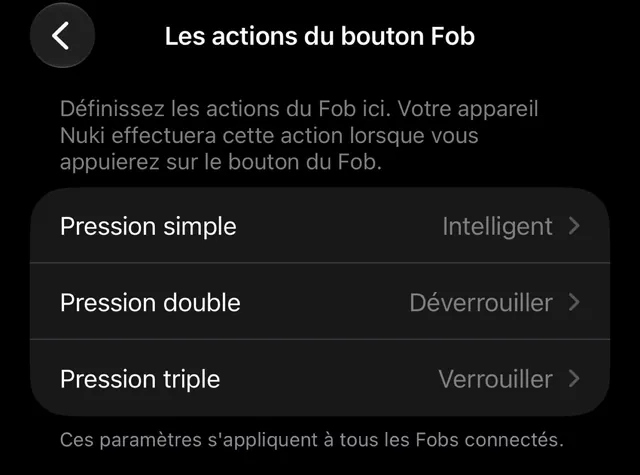 Les actions du bouton Fob
Définissez les actions du Fob ici. Votre appareil
Nuki effectuera cette action lorsque vous
appuierez sur le bouton du Fob.
Pression simple Intelligent
Pression double Déverrouiller
Pression triple Verrouiller
Ces paramètres s'appliquent à tous les Fobs connectés.